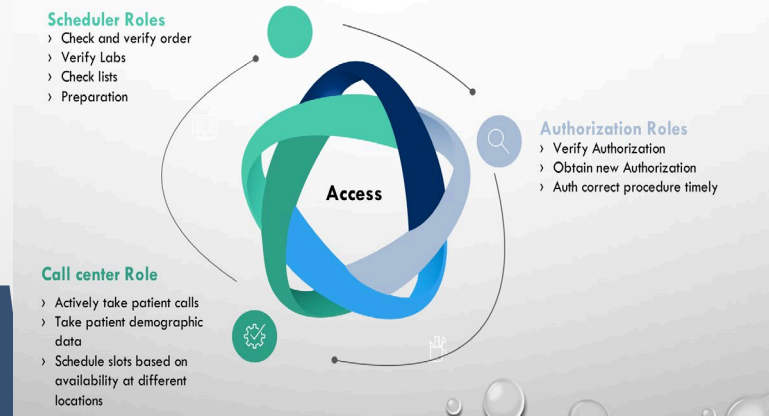 Scheduler Roles
› Check and verify order
› Verify Labs
› Check lists
› Preparation
Authorization Roles
› Verify Authorization
› Obtain new Authorization
› Auth correct procedure timely
Access
Call center Role
› Actively take patient calls
› Take patient demographic
data
› Schedule slots based on
availability at different
locations